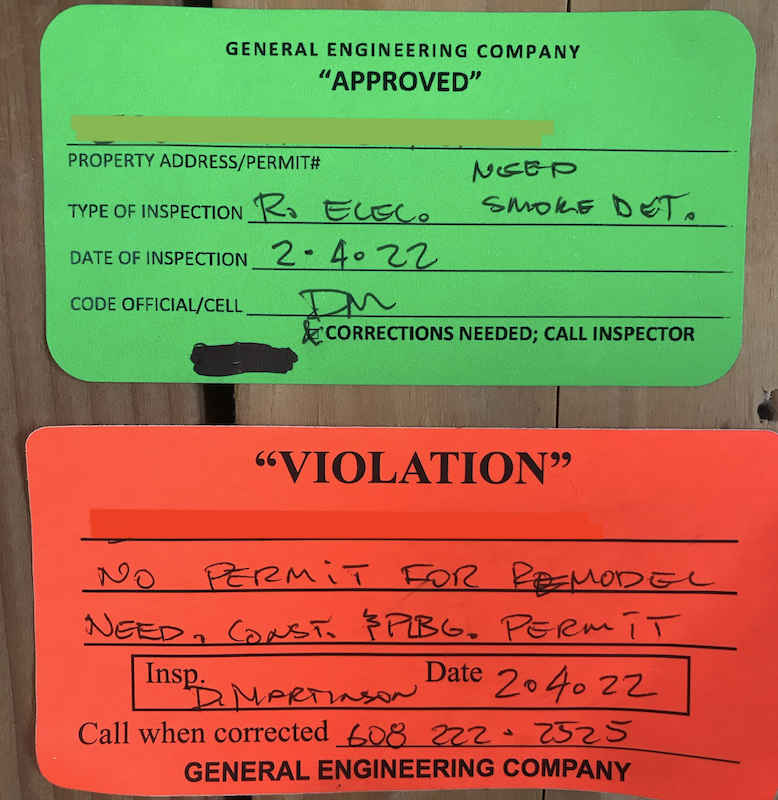 GENERAL ENGINEERING COMPANY
“APPROVED”
PROPERTY ADDRESS/PERMIT#
NEED
TYPE OF INSPECTION R. ELEC. SMOKE DET.
DATE OF INSPECTION 2.4.22
CODE OFFICIAL/CELL DM
CORRECTIONS NEEDED; CALL INSPECTOR
“VIOLATION”
NO PERMIT FOR REMODEL
NEED. CONST. & PLBG. PERMIT
Insp. D. MARTINSON Date 2.4.22
Call when corrected 608 222.2525
GENERAL ENGINEERING COMPANY